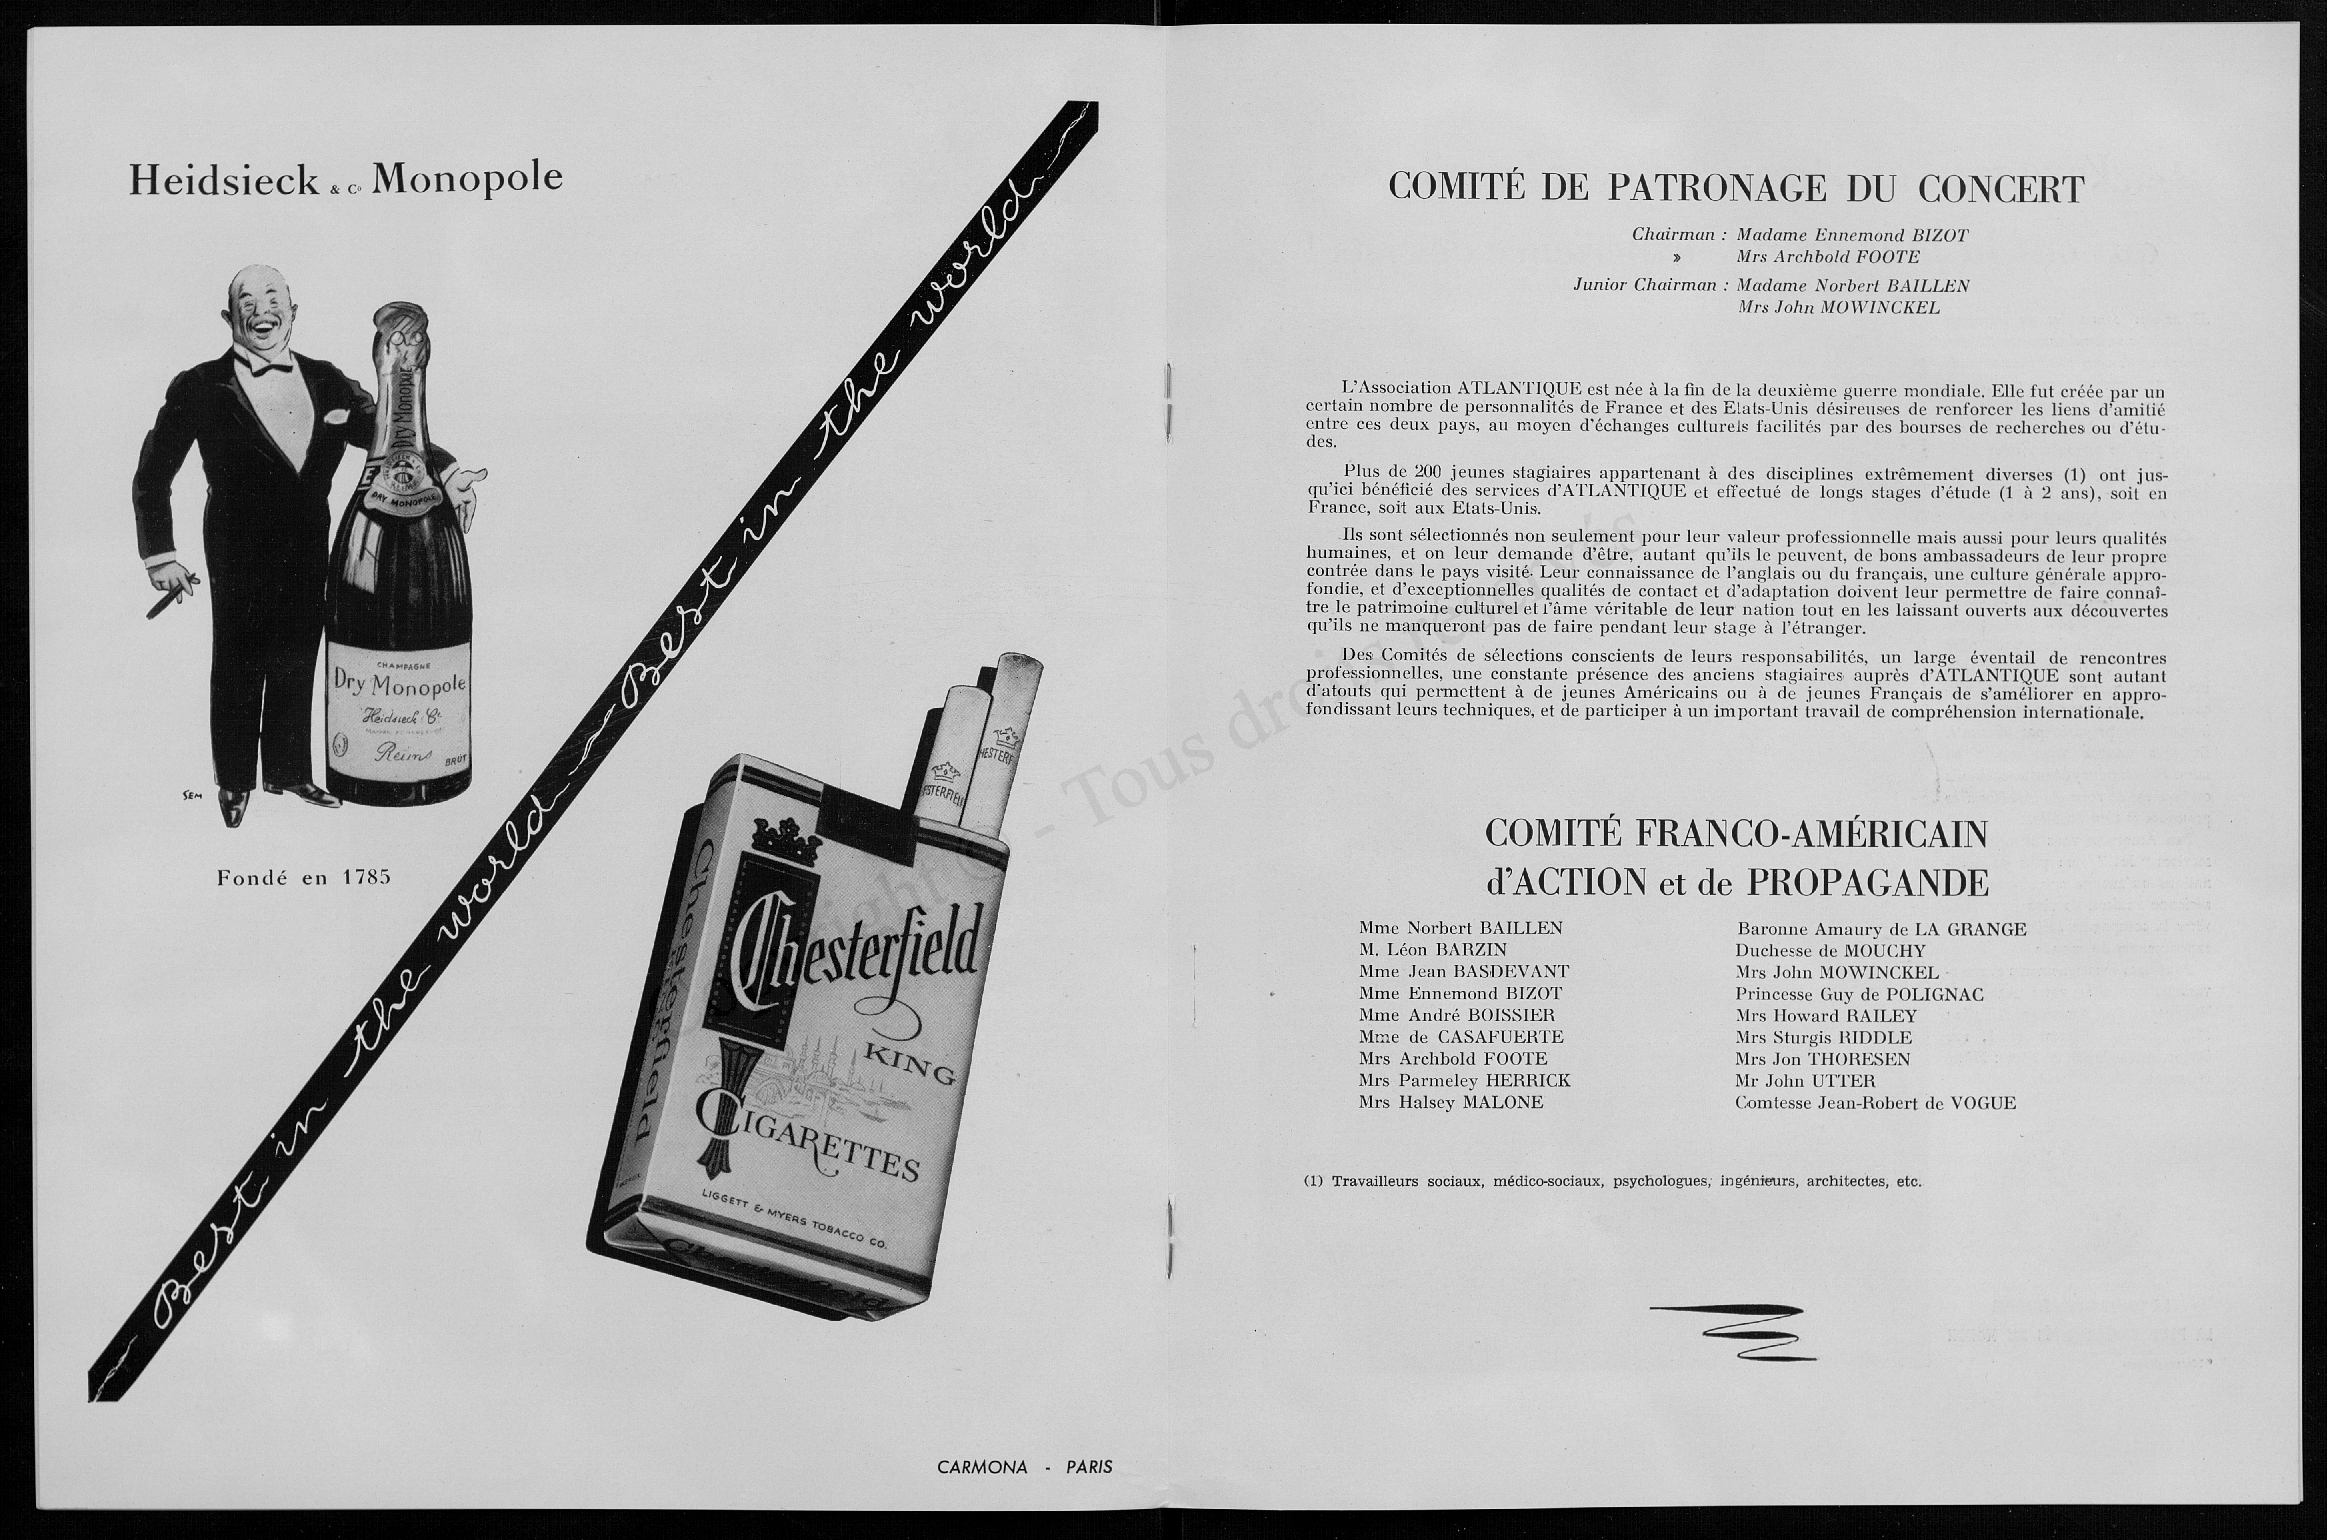 Heidsieck & Co Monopole
Dry Monopole
DRY MONOPOLE
CHAMPAGNE
Dry Monopole
Heidsieck & Co
Reims
BRUT
SEM
Fondé en 1785
Best in the world Best in the world
CHESTERFIELD
CHESTERFIELD
Chesterfield
Chesterfield
KING
CIGARETTES
LIGGETT & MYERS TOBACCO CO.
Chesterfield
CARMONA - PARIS
COMITÉ DE PATRONAGE DU CONCERT
Chairman : Madame Ennemond BIZOT
» Mrs Archbold FOOTE
Junior Chairman : Madame Norbert BAILLEN
Mrs John MOWINCKEL
L'Association ATLANTIQUE est née à la fin de la deuxième guerre mondiale. Elle fut créée par un
certain nombre de personnalités de France et des Etats-Unis désireuses de renforcer les liens d'amitié
entre ces deux pays, au moyen d'échanges culturels facilités par des bourses de recherches ou d'étu-
des.
Plus de 200 jeunes stagiaires appartenant à des disciplines extrêmement diverses (1) ont jus-
qu'ici bénéficié des services d'ATLANTIQUE et effectué de longs stages d'étude (1 à 2 ans), soit en
France, soit aux Etats-Unis.
Ils sont sélectionnés non seulement pour leur valeur professionnelle mais aussi pour leurs qualités
humaines, et on leur demande d'être, autant qu'ils le peuvent, de bons ambassadeurs de leur propre
contrée dans le pays visité. Leur connaissance de l'anglais ou du français, une culture générale appro-
fondie, et d'exceptionnelles qualités de contact et d'adaptation doivent leur permettre de faire connaî-
tre le patrimoine culturel et l'âme véritable de leur nation tout en les laissant ouverts aux découvertes
qu'ils ne manqueront pas de faire pendant leur stage à l'étranger.
Des Comités de sélections conscients de leurs responsabilités, un large éventail de rencontres
professionnelles, une constante présence des anciens stagiaires auprès d'ATLANTIQUE sont autant
d'atouts qui permettent à de jeunes Américains ou à de jeunes Français de s'améliorer en appro-
fondissant leurs techniques, et de participer à un important travail de compréhension internationale.
COMITÉ FRANCO-AMÉRICAIN
d'ACTION et de PROPAGANDE
Mme Norbert BAILLEN
M. Léon BARZIN
Mme Jean BASDEVANT
Mme Ennemond BIZOT
Mme André BOISSIER
Mme de CASAFUERTE
Mrs Archbold FOOTE
Mrs Parmeley HERRICK
Mrs Halsey MALONE
Baronne Amaury de LA GRANGE
Duchesse de MOUCHY
Mrs John MOWINCKEL
Princesse Guy de POLIGNAC
Mrs Howard RAILEY
Mrs Sturgis RIDDLE
Mrs Jon THORESEN
Mr John UTTER
Comtesse Jean-Robert de VOGUE
(1) Travailleurs sociaux, médico-sociaux, psychologues, ingénieurs, architectes, etc.